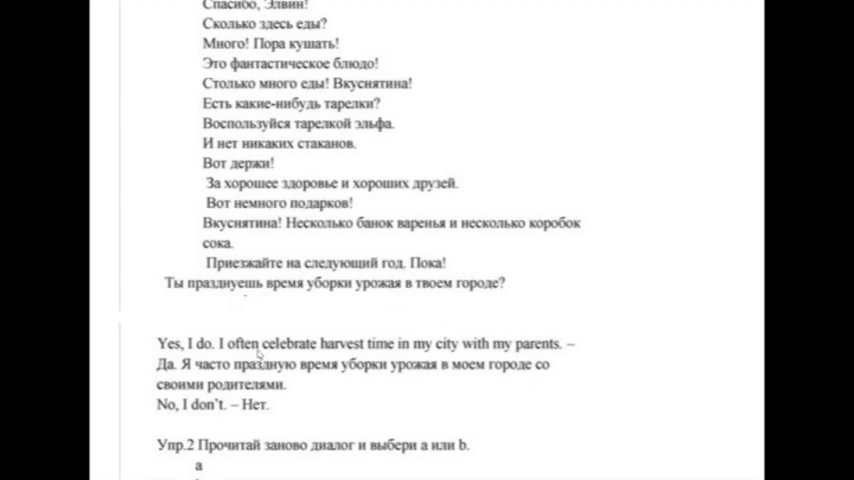 Спасибо, Элвин!
Сколько здесь еды?
Много! Пора кушать!
Это фантастическое блюдо!
Столько много еды! Вкуснятина!
Есть какие-нибудь тарелки?
Воспользуйся тарелкой эльфа.
И нет никаких стаканов.
Вот держи!
За хорошее здоровье и хороших друзей.
Вот немного подарков!
Вкуснятина! Несколько банок варенья и несколько коробок
сока.
Приезжайте на следующий год. Пока!
Ты празднуешь время уборки урожая в твоем городе?
Yes, I do. I often celebrate harvest time in my city with my parents. –
Да. Я часто праздную время уборки урожая в моем городе со
своими родителями.
No, I don't. – Нет.
Упр.2 Прочитай заново диалог и выбери а или b.
a